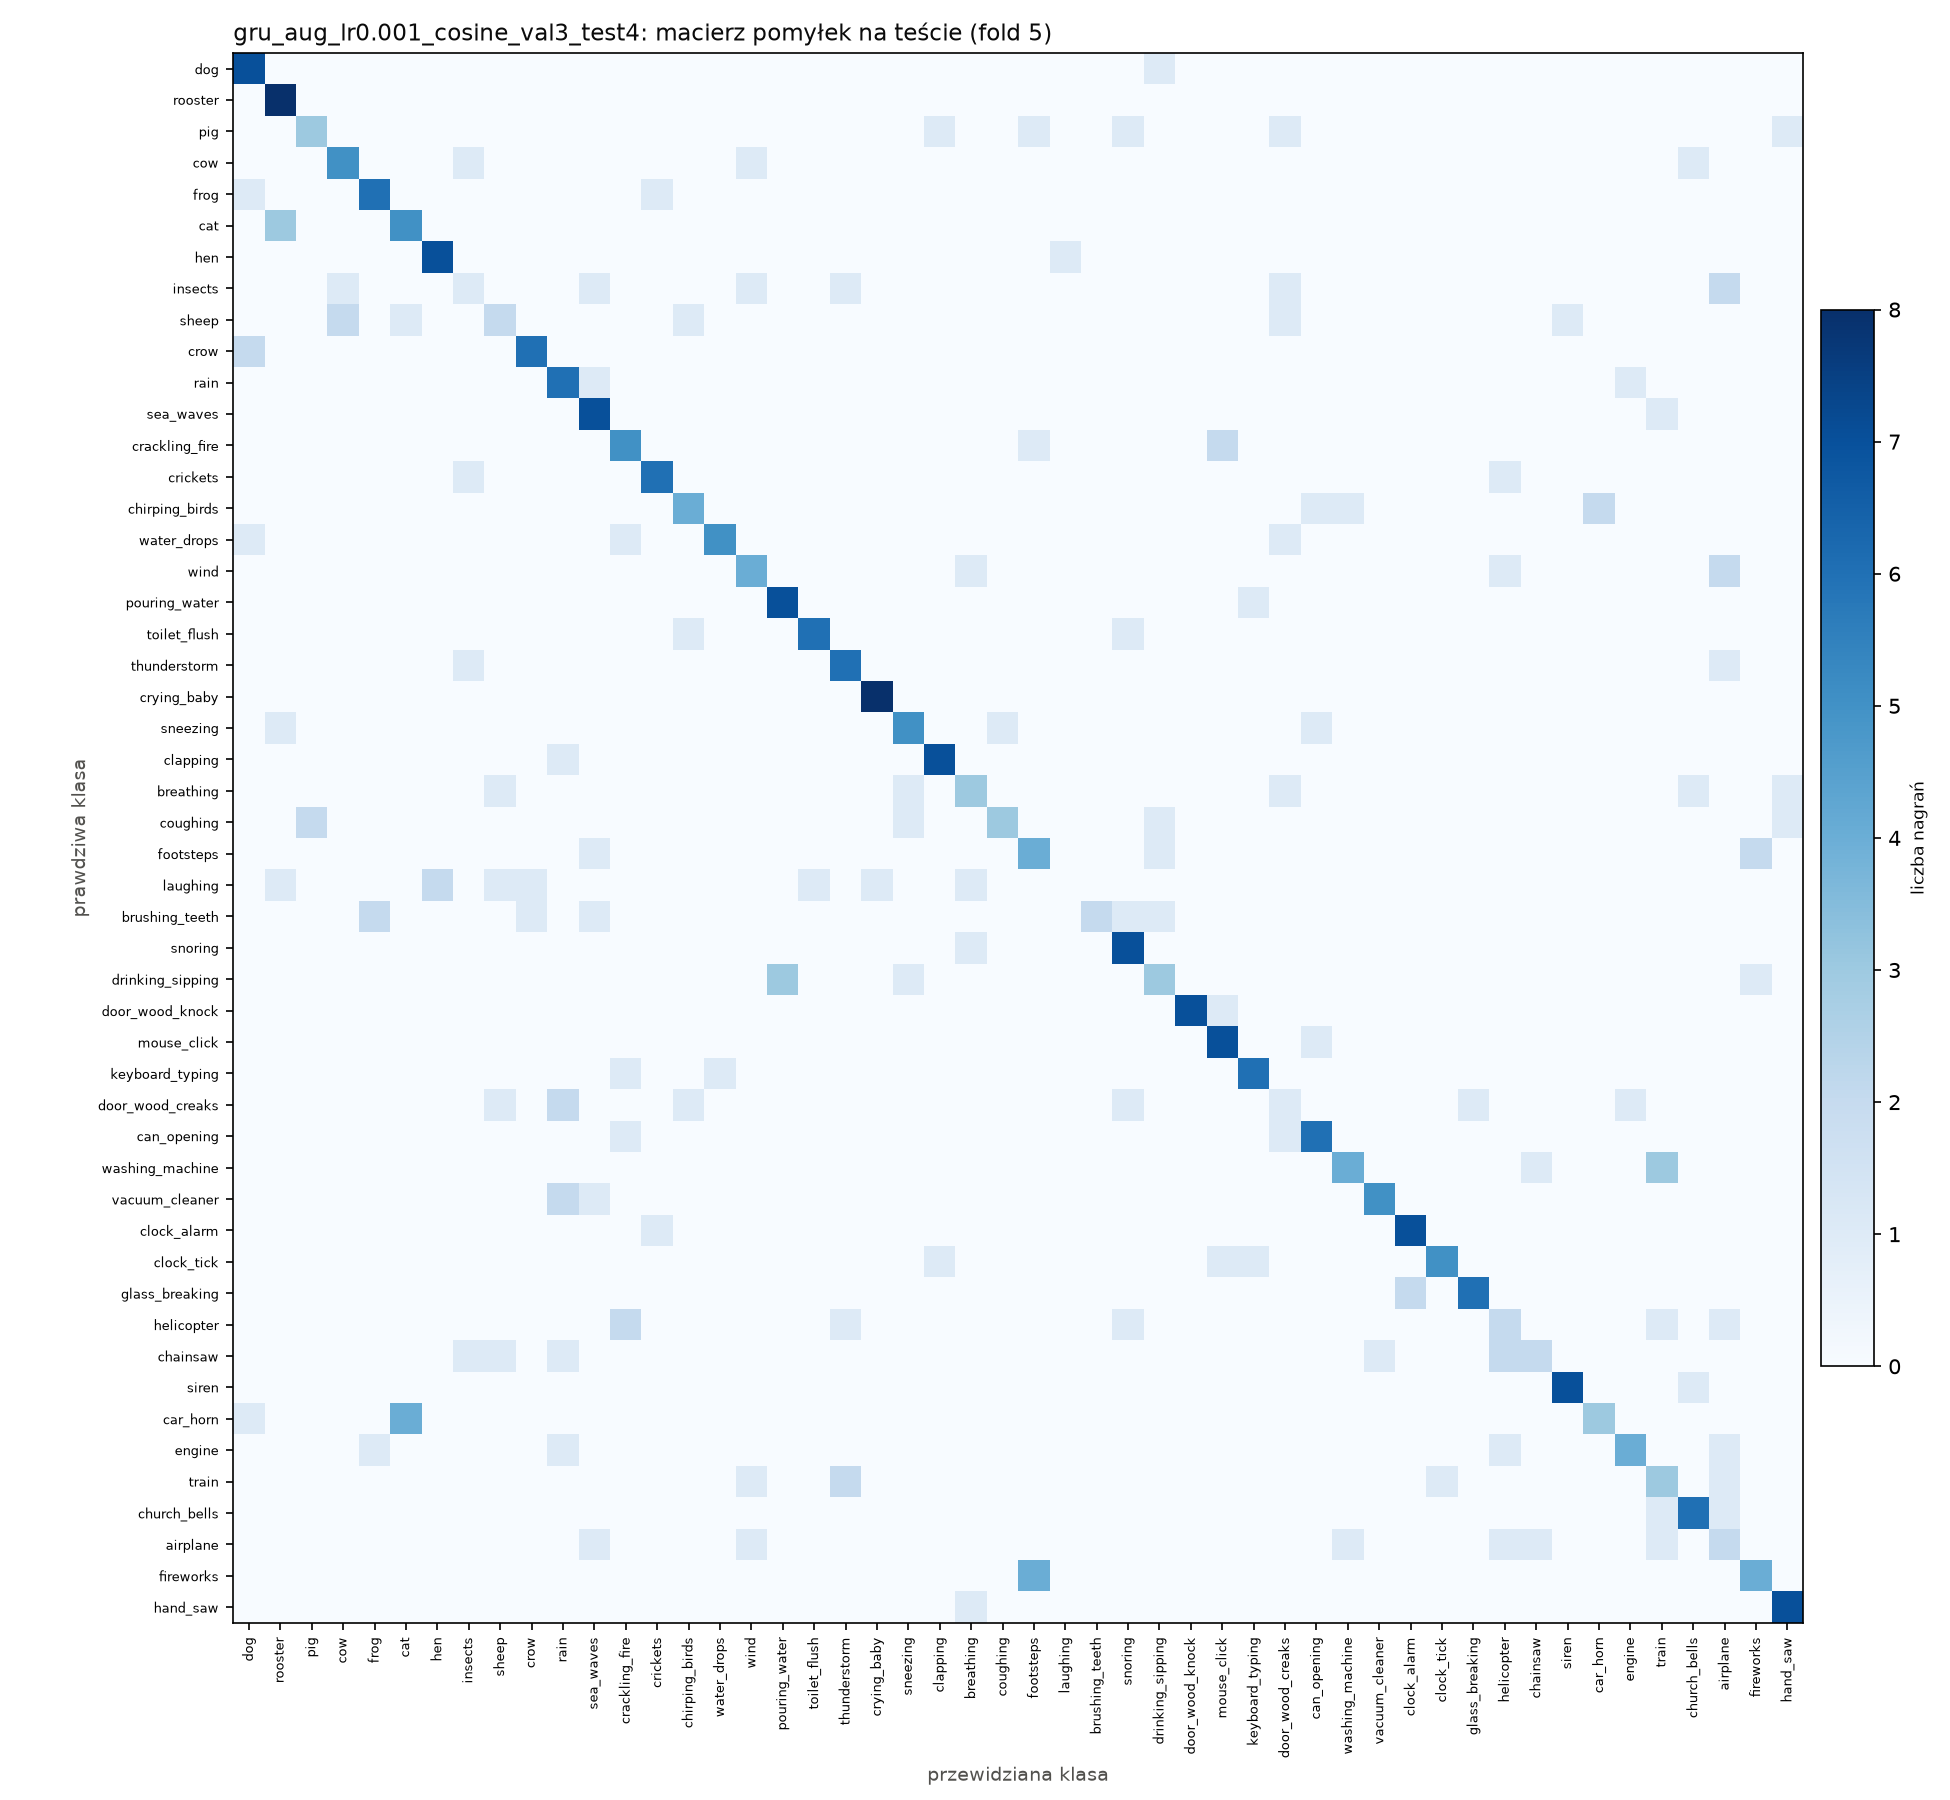 gru_aug_lr0.001_cosine_val3_test4: macierz pomyłek na teście (fold 5)
dog
rooster
pig
cow
frog
cat
hen
insects
sheep
crow
rain
sea_waves
crackling_fire
crickets
chirping_birds
water_drops
wind
pouring_water
toilet_flush
thunderstorm
crying_baby
sneezing
clapping
breathing
coughing
footsteps
laughing
brushing_teeth
snoring
drinking_sipping
door_wood_knock
mouse_click
keyboard_typing
door_wood_creaks
can_opening
washing_machine
vacuum_cleaner
clock_alarm
clock_tick
glass_breaking
helicopter
chainsaw
siren
car_horn
engine
train
church_bells
airplane
fireworks
hand_saw
prawdziwa klasa
dog
rooster
pig
cow
frog
cat
hen
insects
sheep
crow
rain
sea_waves
crackling_fire
crickets
chirping_birds
water_drops
wind
pouring_water
toilet_flush
thunderstorm
crying_baby
sneezing
clapping
breathing
coughing
footsteps
laughing
brushing_teeth
snoring
drinking_sipping
door_wood_knock
mouse_click
keyboard_typing
door_wood_creaks
can_opening
washing_machine
vacuum_cleaner
clock_alarm
clock_tick
glass_breaking
helicopter
chainsaw
siren
car_horn
engine
train
church_bells
airplane
fireworks
hand_saw
przewidziana klasa
8
7
6
5
4
3
2
1
0
liczba nagrań